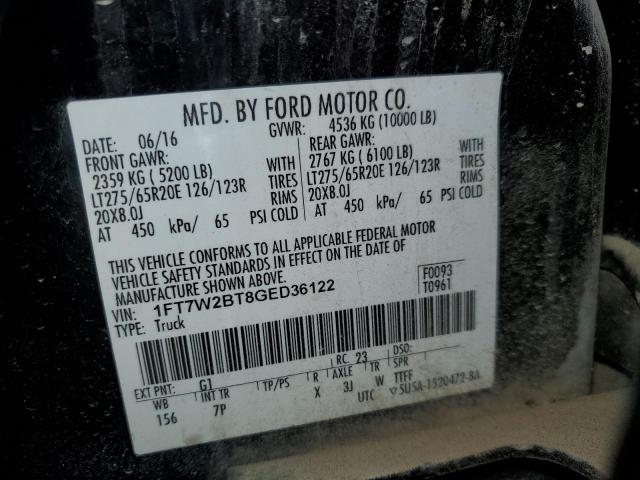 MFD. BY FORD MOTOR CO.
DATE: 06/16 GVWR: 4536 KG (10000 LB)
FRONT GAWR: REAR GAWR:
2359 KG ( 5200 LB) WITH 2767 KG ( 6100 LB) WITH
LT275/65R20E 126/123R TIRES LT275/65R20E 126/123R TIRES
20X8.0J RIMS 20X8.0J RIMS
AT 450 kPa/ 65 PSI COLD AT 450 kPa/ 65 PSI COLD
THIS VEHICLE CONFORMS TO ALL APPLICABLE FEDERAL MOTOR
VEHICLE SAFETY STANDARDS IN EFFECT ON THE DATE OF
MANUFACTURE SHOWN ABOVE.
VIN: 1FT7W2BT8GED36122 F0093
TYPE: Truck T0961
EXT PNT: G1 RC: 23 DSO:
WB INT TR TP/PS R AXLE TR SPR
156 7P X 3J W TTFF
UTC 5U5A-1520472-BA